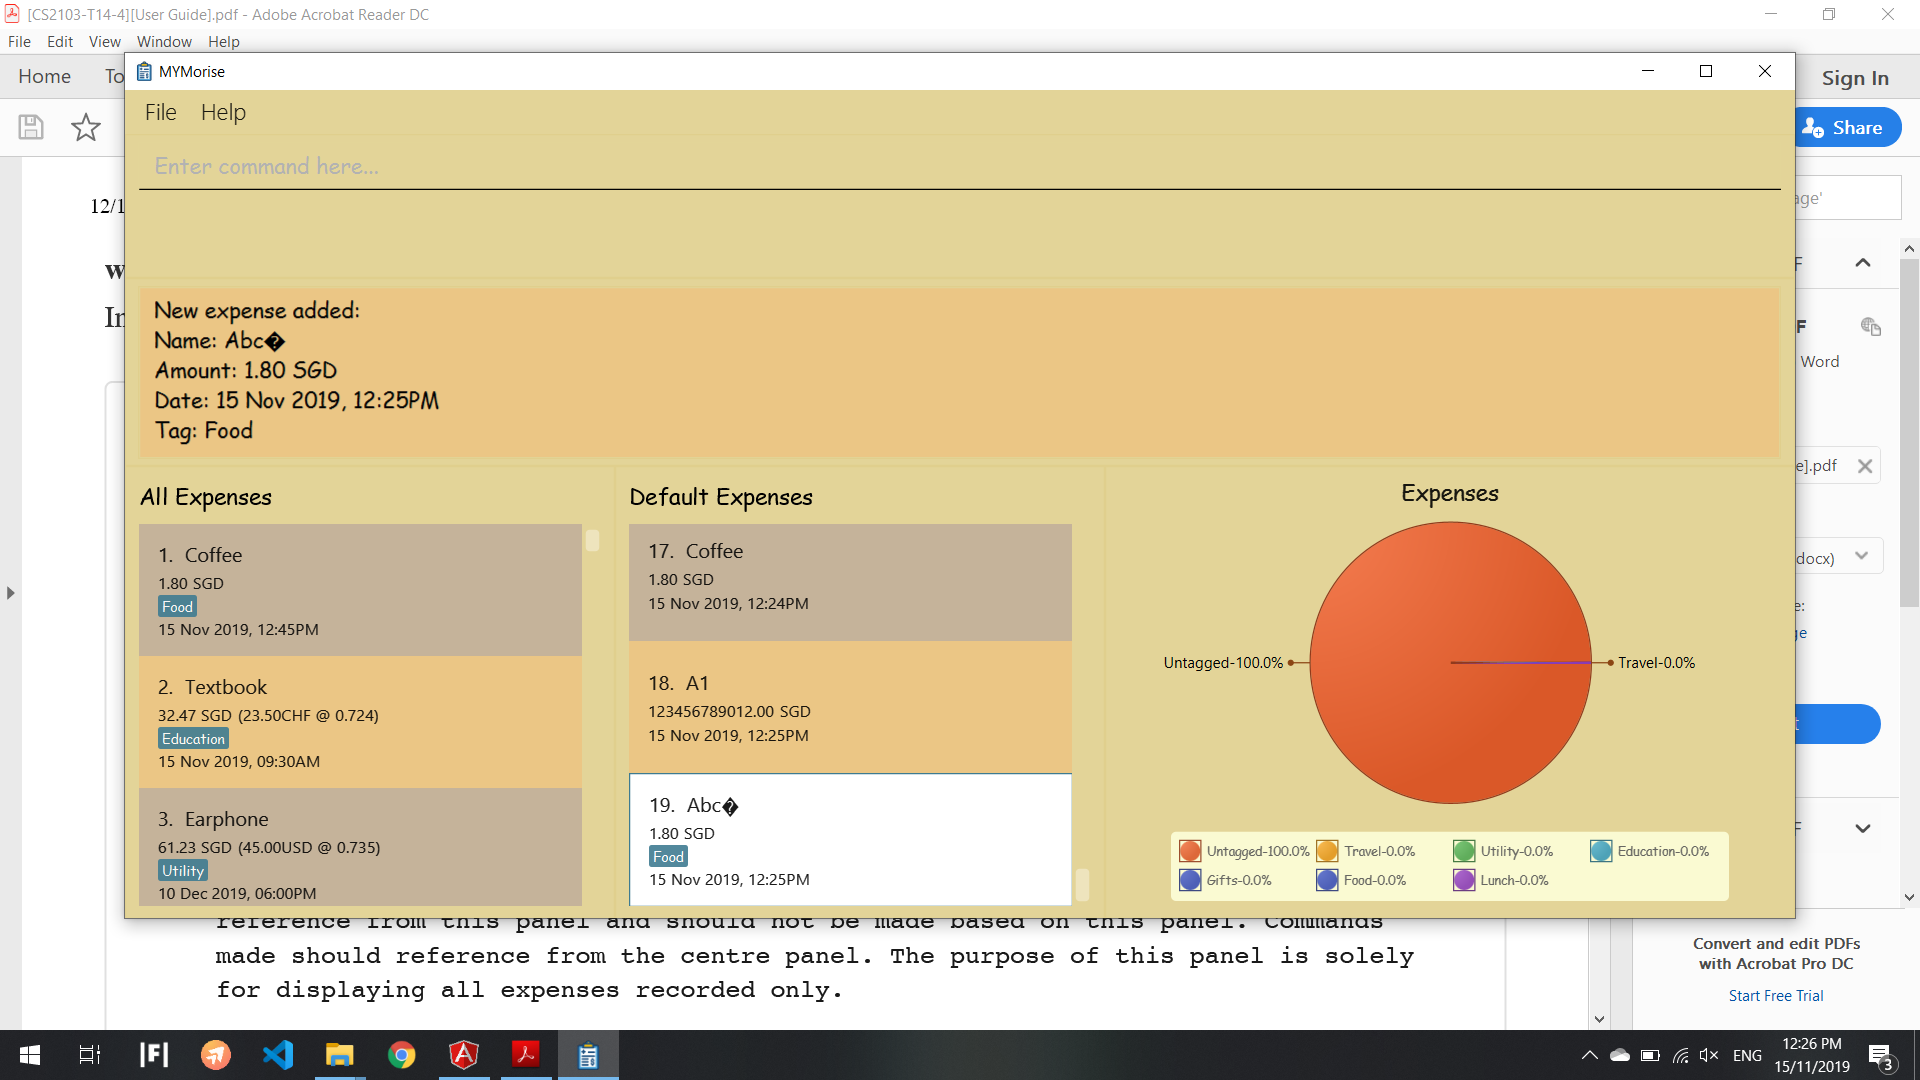 [CS2103-T14-4][User Guide].pdf - Adobe Acrobat Reader DC
File Edit View Window Help
Home To
Sign In
Share
MYMorise
File Help
Enter command here...
12/1
age'
w
In
New expense added:
Name: Abc�
Amount: 1.80 SGD
Date: 15 Nov 2019, 12:25PM
Tag: Food
F
F
Word
e].pdf
docx)
e:
ge
t
F
All Expenses
1. Coffee
1.80 SGD
Food
15 Nov 2019, 12:45PM
2. Textbook
32.47 SGD (23.50CHF @ 0.724)
Education
15 Nov 2019, 09:30AM
3. Earphone
61.23 SGD (45.00USD @ 0.735)
Utility
10 Dec 2019, 06:00PM
Default Expenses
17. Coffee
1.80 SGD
15 Nov 2019, 12:24PM
18. A1
123456789012.00 SGD
15 Nov 2019, 12:25PM
19. Abc�
1.80 SGD
Food
15 Nov 2019, 12:25PM
Expenses
Untagged-100.0%
Travel-0.0%
Untagged-100.0% Travel-0.0% Utility-0.0% Education-0.0%
Gifts-0.0% Food-0.0% Lunch-0.0%
reference from this panel and should not be made based on this panel. Commands
made should reference from the centre panel. The purpose of this panel is solely
for displaying all expenses recorded only.
Convert and edit PDFs
with Acrobat Pro DC
Start Free Trial
|F|
ENG
12:26 PM
15/11/2019
3